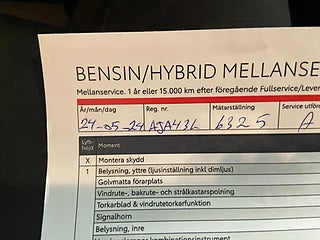 BENSIN/HYBRID MELLANSE
Mellanservice. 1 år eller 15.000 km efter föregående Fullservice/Lever
År/mån/dag Reg. nr Mätarställning Service utför
24-05-24 AJA43L 6325 A
Lyft-höjd Moment
X Montera skydd
1 Belysning, yttre (ljusinställning inkl dimljus)
Golvmatta förarplats
Vindrute-, bakrute- och strålkastarspolning
Torkarblad & vindrutetorkarfunktion
Signalhorn
Belysning, inre